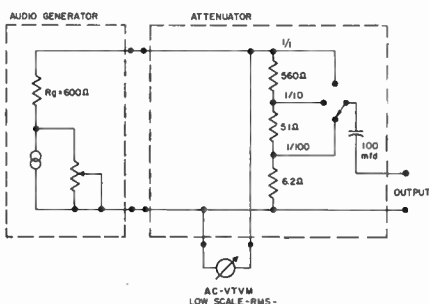 AUDIO GENERATOR
ATTENUATOR
1/1
Rg=600Ω
560Ω
1/10
51Ω
1/100
100
mfd
6.2Ω
OUTPUT
AC-VTVM
LOW SCALE-RMS-